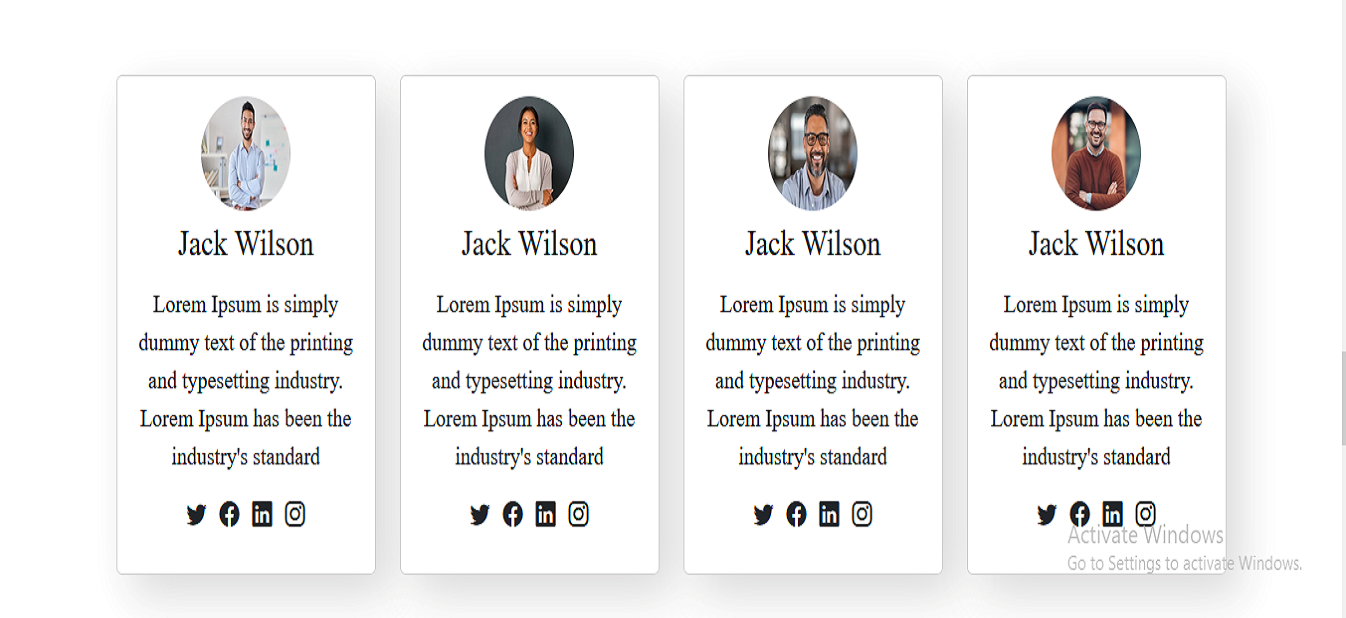 Jack Wilson
Lorem Ipsum is simply
dummy text of the printing
and typesetting industry.
Lorem Ipsum has been the
industry's standard
Jack Wilson
Lorem Ipsum is simply
dummy text of the printing
and typesetting industry.
Lorem Ipsum has been the
industry's standard
Jack Wilson
Lorem Ipsum is simply
dummy text of the printing
and typesetting industry.
Lorem Ipsum has been the
industry's standard
Jack Wilson
Lorem Ipsum is simply
dummy text of the printing
and typesetting industry.
Lorem Ipsum has been the
industry's standard
Activate Windows
Go to Settings to activate Windows.